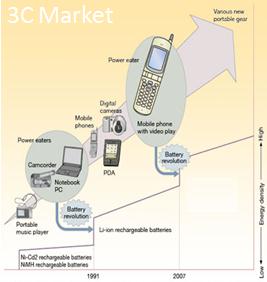 3C Market
Various new
portable gear
Power eater
Digital
cameras
Mobile
phones
Mobile phone
with video play
Power eaters
Camcorder
Notebook
PC
PDA
Battery
revolution
Battery
revolution
Portable
music player
Li-ion rechargeable batteries
Ni-Cd2 rechargeable batteries
NiMH rechargeable batteries
1991
2007
High
Energy density
Low